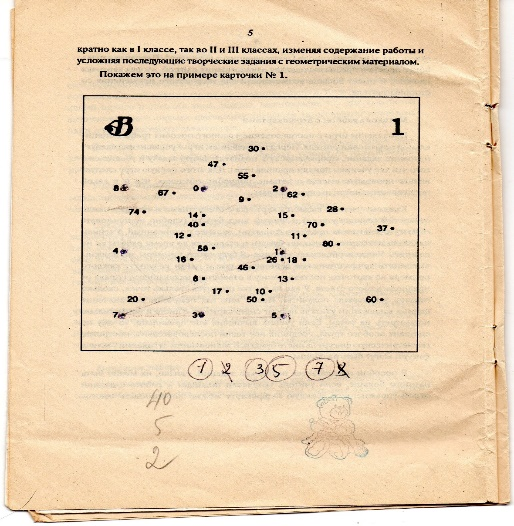 5
кратно как в I классе, так во II и III классах, изменяя содержание работы и
усложняя последующие творческие задания с геометрическим материалом.
Покажем это на примере карточки № 1.
В 1
30
47
55
8 67 0 9 2 62
74 14 15 28
40 70 37
12 11
4 58 1 80
16 26 18
46
6 13
17 10
20 50 60
7 3 5
1 2 3 5 7 8
40
5
2